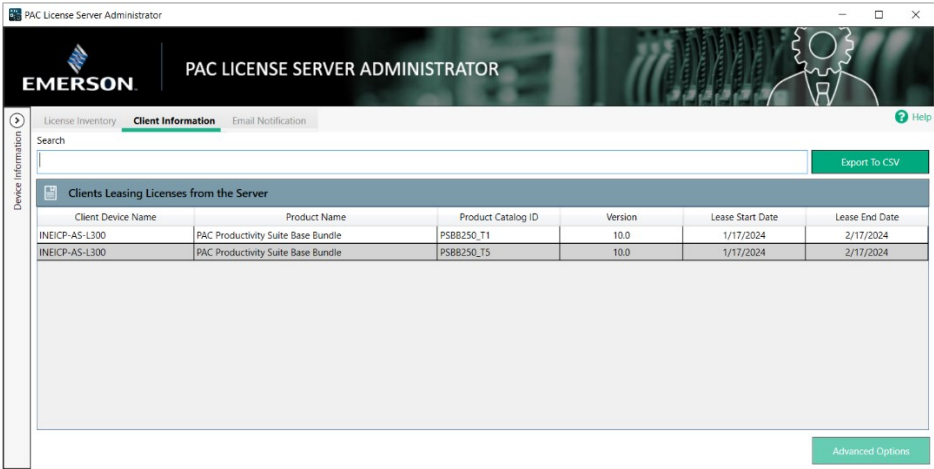 PAC License Server Administrator
EMERSON
PAC LICENSE SERVER ADMINISTRATOR
License Inventory Client Information Email Notification Help
Device Information
Search
Export To CSV
Clients Leasing Licenses from the Server
Client Device Name Product Name Product Catalog ID Version Lease Start Date Lease End Date
INEICP-AS-L300 PAC Productivity Suite Base Bundle PSBB250_T1 10.0 1/17/2024 2/17/2024
INEICP-AS-L300 PAC Productivity Suite Base Bundle PSBB250_T5 10.0 1/17/2024 2/17/2024
Advanced Options